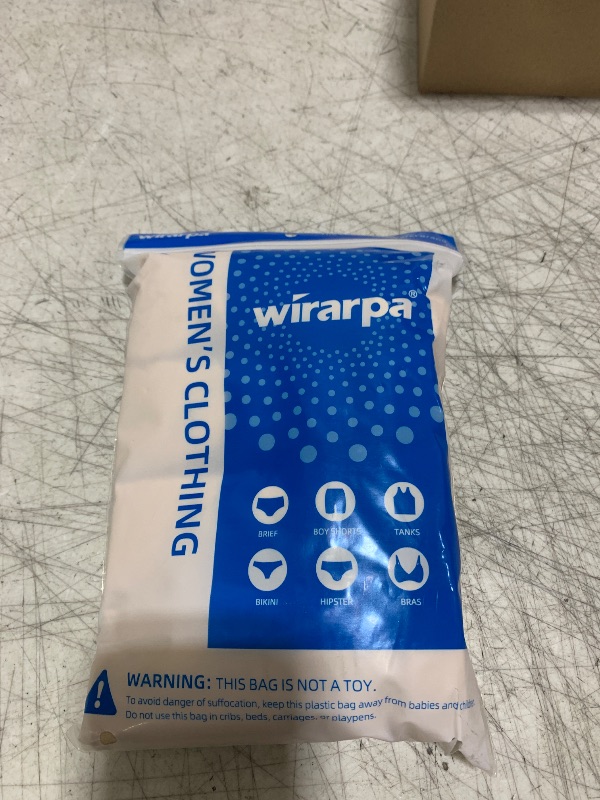 wirarpa
wirarpa®
WOMEN'S CLOTHING
BRIEF
BOY SHORTS
TANKS
BIKINI
HIPSTER
BRAS
WARNING: THIS BAG IS NOT A TOY.
To avoid danger of suffocation, keep this plastic bag away from babies and
Do not use this bag in cribs, beds, carriages, or playpens.